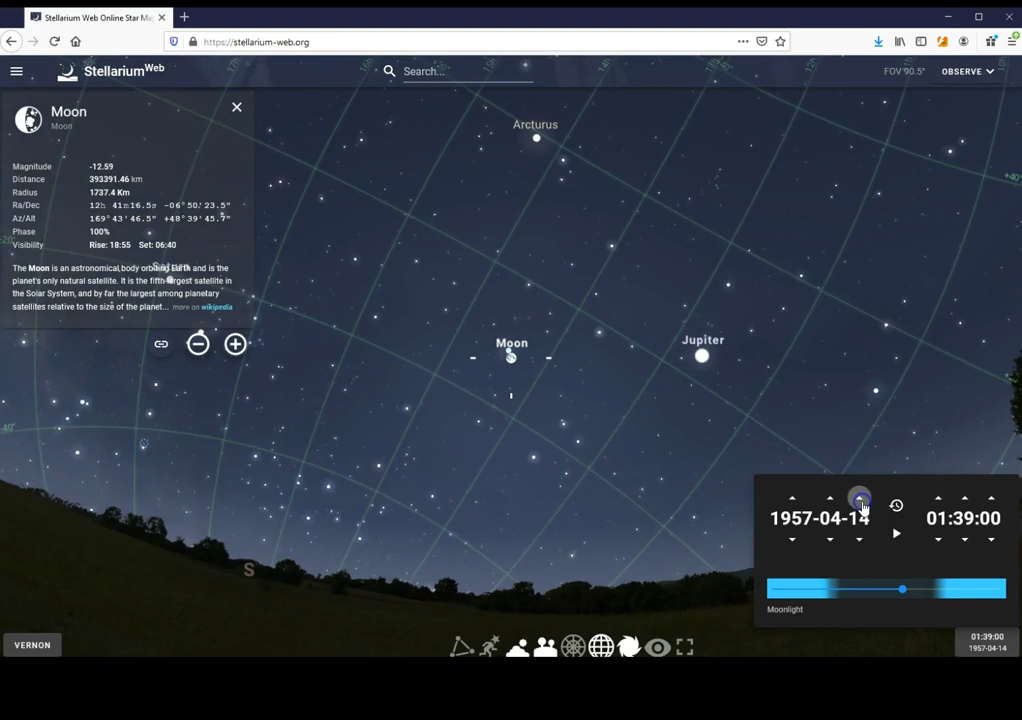 Stellarium Web Online Star Ma
https://stellarium-web.org
StellariumWeb
Search...
FOV 90.5°
OBSERVE
Moon
Moon
Magnitude -12.59
Distance 393391.46 km
Radius 1737.4 Km
Ra/Dec 12h 41m16.5s -06°50'23.5"
Az/Alt 169°43'46.5" +48°39'45.7"
Phase 100%
Visibility Rise: 18:55 Set: 06:40
The Moon is an astronomical body orbiting Earth and is the
planet's only natural satellite. It is the fifth-largest satellite in
the Solar System, and by far the largest among planetary
satellites relative to the size of the planet... more on wikipedia
Saturn
Arcturus
Moon
Jupiter
+40°
40°
S
1957-04-14 01:39:00
Moonlight
VERNON
01:39:00
1957-04-14